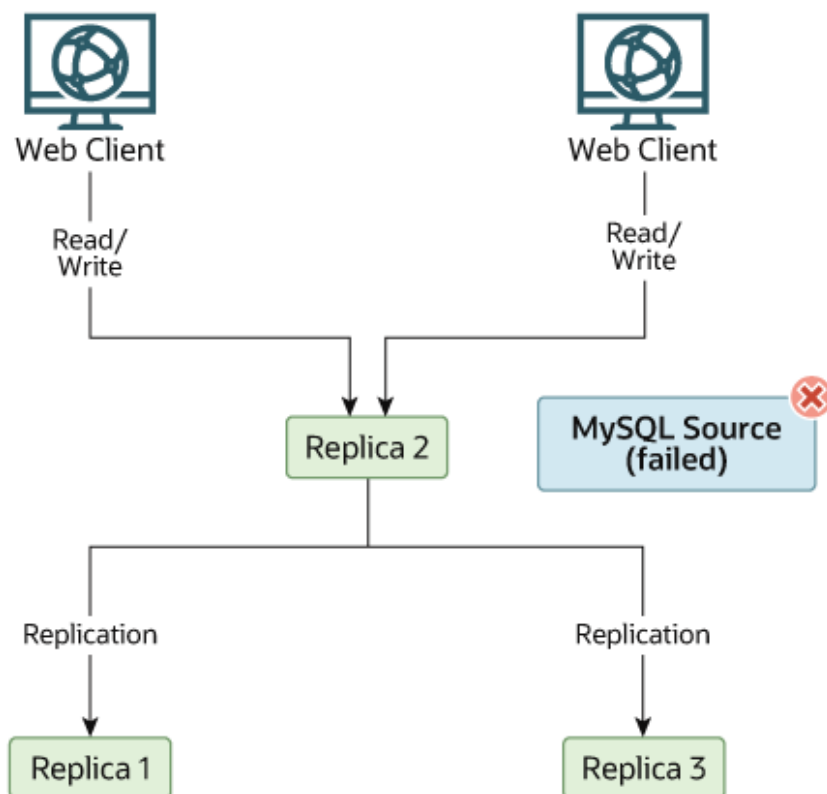 Web Client
Web Client
Read/
Write
Read/
Write
Replica 2
MySQL Source
(failed)
Replication
Replication
Replica 1
Replica 3